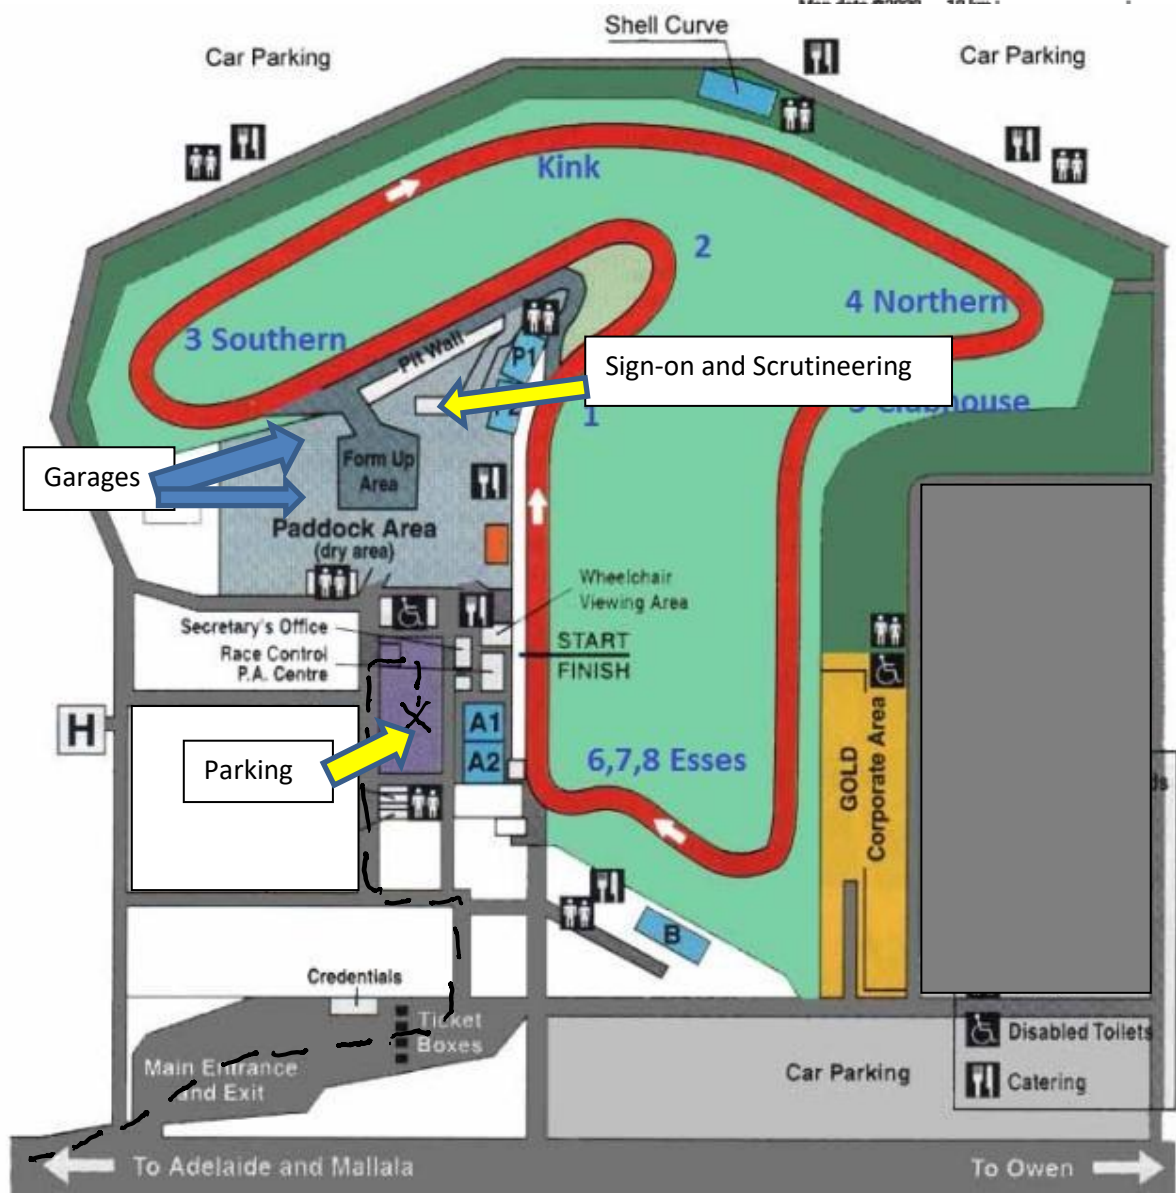 Shell Curve
Car Parking
Car Parking
Kink
2
4 Northern
3 Southern
Pit Wall
P1
Sign-on and Scrutineering
1
Clubhouse
Garages
Form Up
Area
Paddock Area
(dry area)
Wheelchair
Viewing Area
Secretary's Office
Race Control
P.A. Centre
START
FINISH
H
A1
A2
Parking
6,7,8 Esses
GOLD
Corporate Area
B
Credentials
Ticket
Boxes
Main Entrance
and Exit
Car Parking
Disabled Toilets
Catering
To Adelaide and Mallala
To Owen